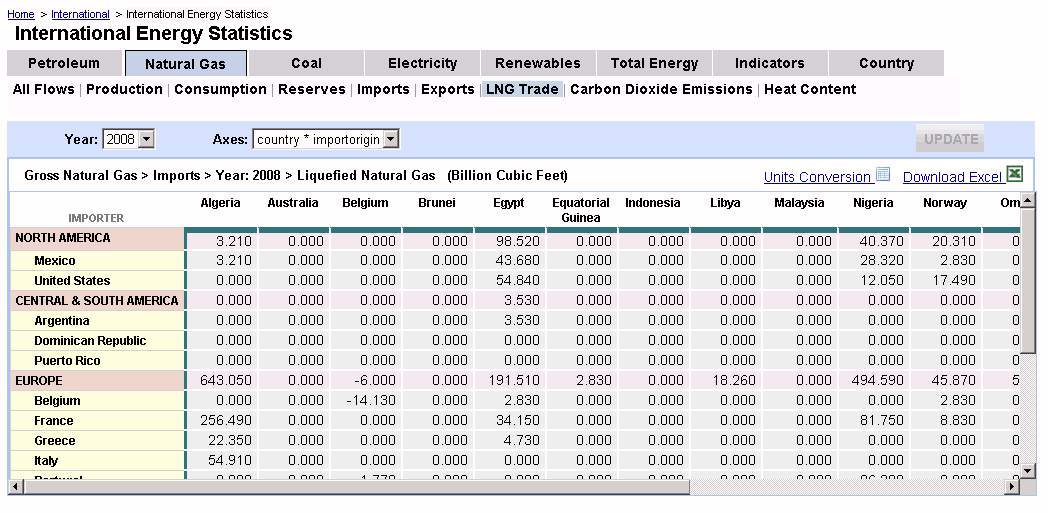 Home > International > International Energy Statistics
International Energy Statistics
Petroleum Natural Gas Coal Electricity Renewables Total Energy Indicators Country
All Flows | Production | Consumption | Reserves | Imports | Exports | LNG Trade | Carbon Dioxide Emissions | Heat Content
Year: 2008 Axes: country * importorigin UPDATE
Gross Natural Gas > Imports > Year: 2008 > Liquefied Natural Gas (Billion Cubic Feet) Units Conversion Download Excel
IMPORTER Algeria Australia Belgium Brunei Egypt Equatorial Guinea Indonesia Libya Malaysia Nigeria Norway Om
NORTH AMERICA 3.210 0.000 0.000 0.000 98.520 0.000 0.000 0.000 0.000 40.370 20.310 0
Mexico 3.210 0.000 0.000 0.000 43.680 0.000 0.000 0.000 0.000 28.320 2.830 0
United States 0.000 0.000 0.000 0.000 54.840 0.000 0.000 0.000 0.000 12.050 17.490 0
CENTRAL & SOUTH AMERICA 0.000 0.000 0.000 0.000 3.530 0.000 0.000 0.000 0.000 0.000 0.000 0
Argentina 0.000 0.000 0.000 0.000 3.530 0.000 0.000 0.000 0.000 0.000 0.000 0
Dominican Republic 0.000 0.000 0.000 0.000 0.000 0.000 0.000 0.000 0.000 0.000 0.000 0
Puerto Rico 0.000 0.000 0.000 0.000 0.000 0.000 0.000 0.000 0.000 0.000 0.000 0
EUROPE 643.050 0.000 -6.000 0.000 191.510 2.830 0.000 18.260 0.000 494.590 45.870 5
Belgium 0.000 0.000 -14.130 0.000 2.830 0.000 0.000 0.000 0.000 0.000 2.830 0
France 256.490 0.000 0.000 0.000 34.150 0.000 0.000 0.000 0.000 81.750 8.830 0
Greece 22.350 0.000 0.000 0.000 4.730 0.000 0.000 0.000 0.000 0.000 0.000 0
Italy 54.910 0.000 0.000 0.000 0.000 0.000 0.000 0.000 0.000 0.000 0.000 0